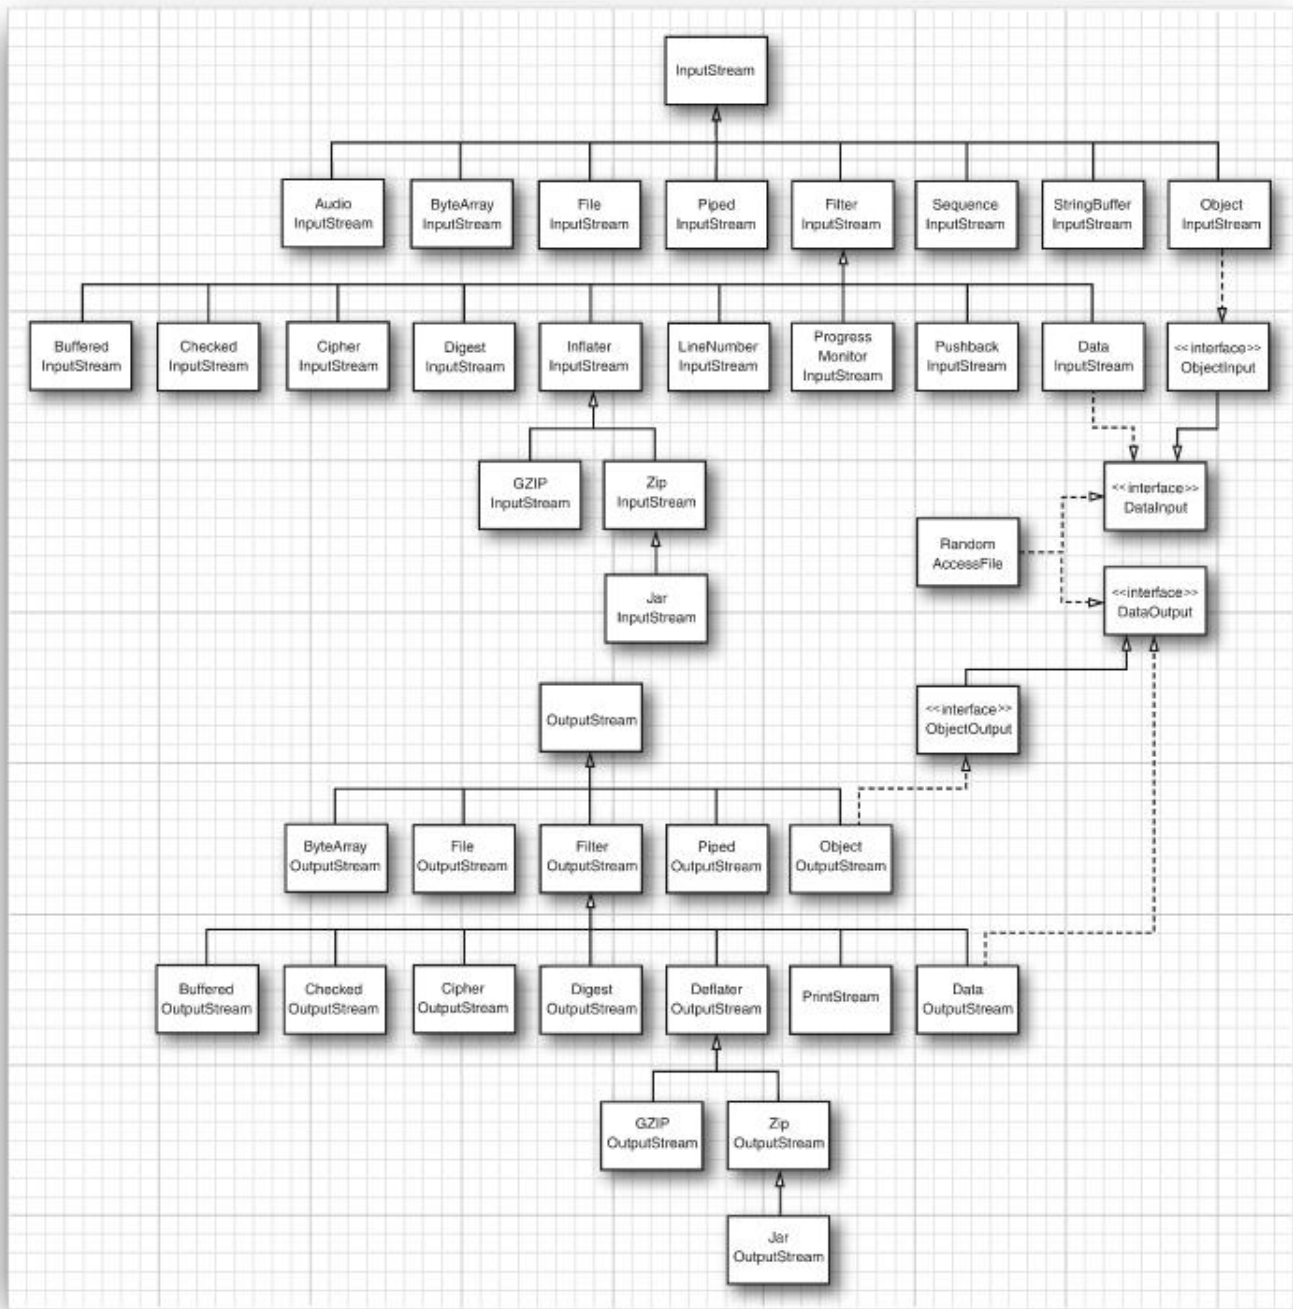 InputStream
Audio
InputStream
ByteArray
InputStream
File
InputStream
Piped
InputStream
Filter
InputStream
Sequence
InputStream
StringBuffer
InputStream
Object
InputStream
Buffered
InputStream
Checked
InputStream
Cipher
InputStream
Digest
InputStream
Inflater
InputStream
LineNumber
InputStream
Progress
Monitor
InputStream
Pushback
InputStream
Data
InputStream
<<interface>>
ObjectInput
GZIP
InputStream
Zip
InputStream
<<interface>>
DataInput
Random
AccessFile
Jar
InputStream
<<interface>>
DataOutput
OutputStream
<<interface>>
ObjectOutput
ByteArray
OutputStream
File
OutputStream
Filter
OutputStream
Piped
OutputStream
Object
OutputStream
Buffered
OutputStream
Checked
OutputStream
Cipher
OutputStream
Digest
OutputStream
Deflater
OutputStream
PrintStream
Data
OutputStream
GZIP
OutputStream
Zip
OutputStream
Jar
OutputStream